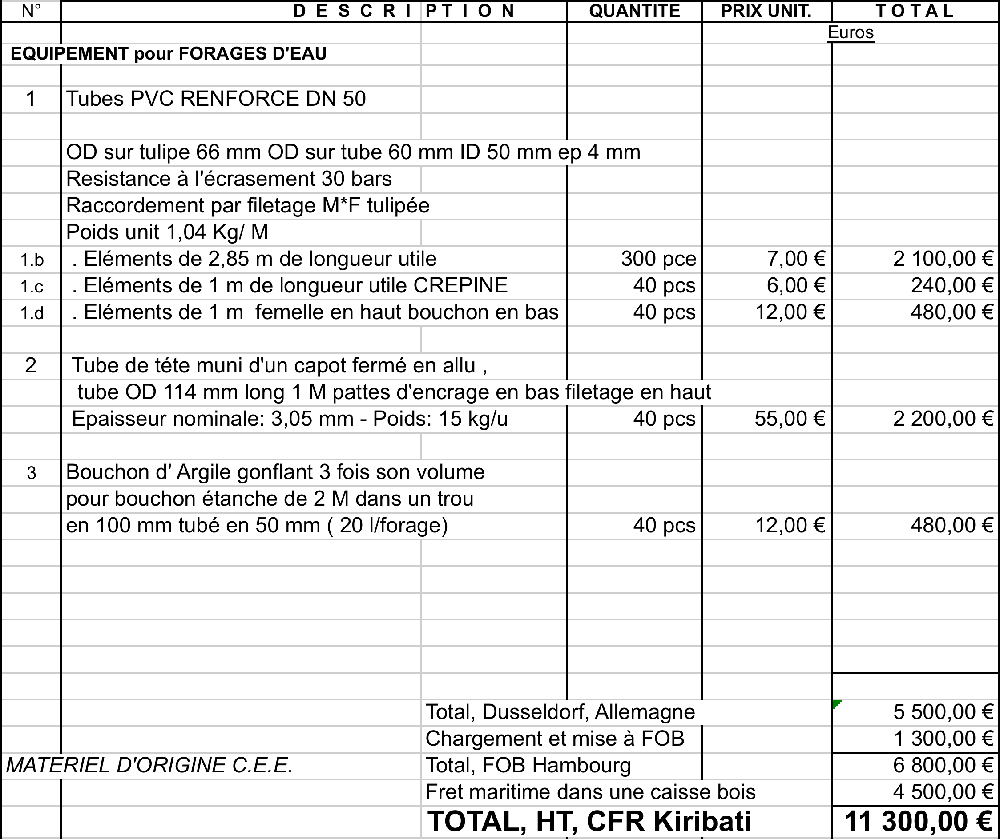 N° D E S C R I P T I O N QUANTITE PRIX UNIT. T O T A L
Euros
EQUIPEMENT pour FORAGES D'EAU
1 Tubes PVC RENFORCE DN 50
OD sur tulipe 66 mm OD sur tube 60 mm ID 50 mm ep 4 mm
Resistance à l'écrasement 30 bars
Raccordement par filetage M*F tulipée
Poids unit 1,04 Kg/ M
1.b . Eléments de 2,85 m de longueur utile 300 pce 7,00 € 2 100,00 €
1.c . Eléments de 1 m de longueur utile CREPINE 40 pcs 6,00 € 240,00 €
1.d . Eléments de 1 m  femelle en haut bouchon en bas 40 pcs 12,00 € 480,00 €
2 Tube de téte muni d'un capot fermé en allu ,
tube OD 114 mm long 1 M pattes d'encrage en bas filetage en haut
Epaisseur nominale: 3,05 mm - Poids: 15 kg/u 40 pcs 55,00 € 2 200,00 €
3 Bouchon d' Argile gonflant 3 fois son volume
pour bouchon étanche de 2 M dans un trou
en 100 mm tubé en 50 mm ( 20 l/forage) 40 pcs 12,00 € 480,00 €
Total, Dusseldorf, Allemagne 5 500,00 €
Chargement et mise à FOB 1 300,00 €
MATERIEL D'ORIGINE C.E.E. Total, FOB Hambourg 6 800,00 €
Fret maritime dans une caisse bois 4 500,00 €
TOTAL, HT, CFR Kiribati 11 300,00 €